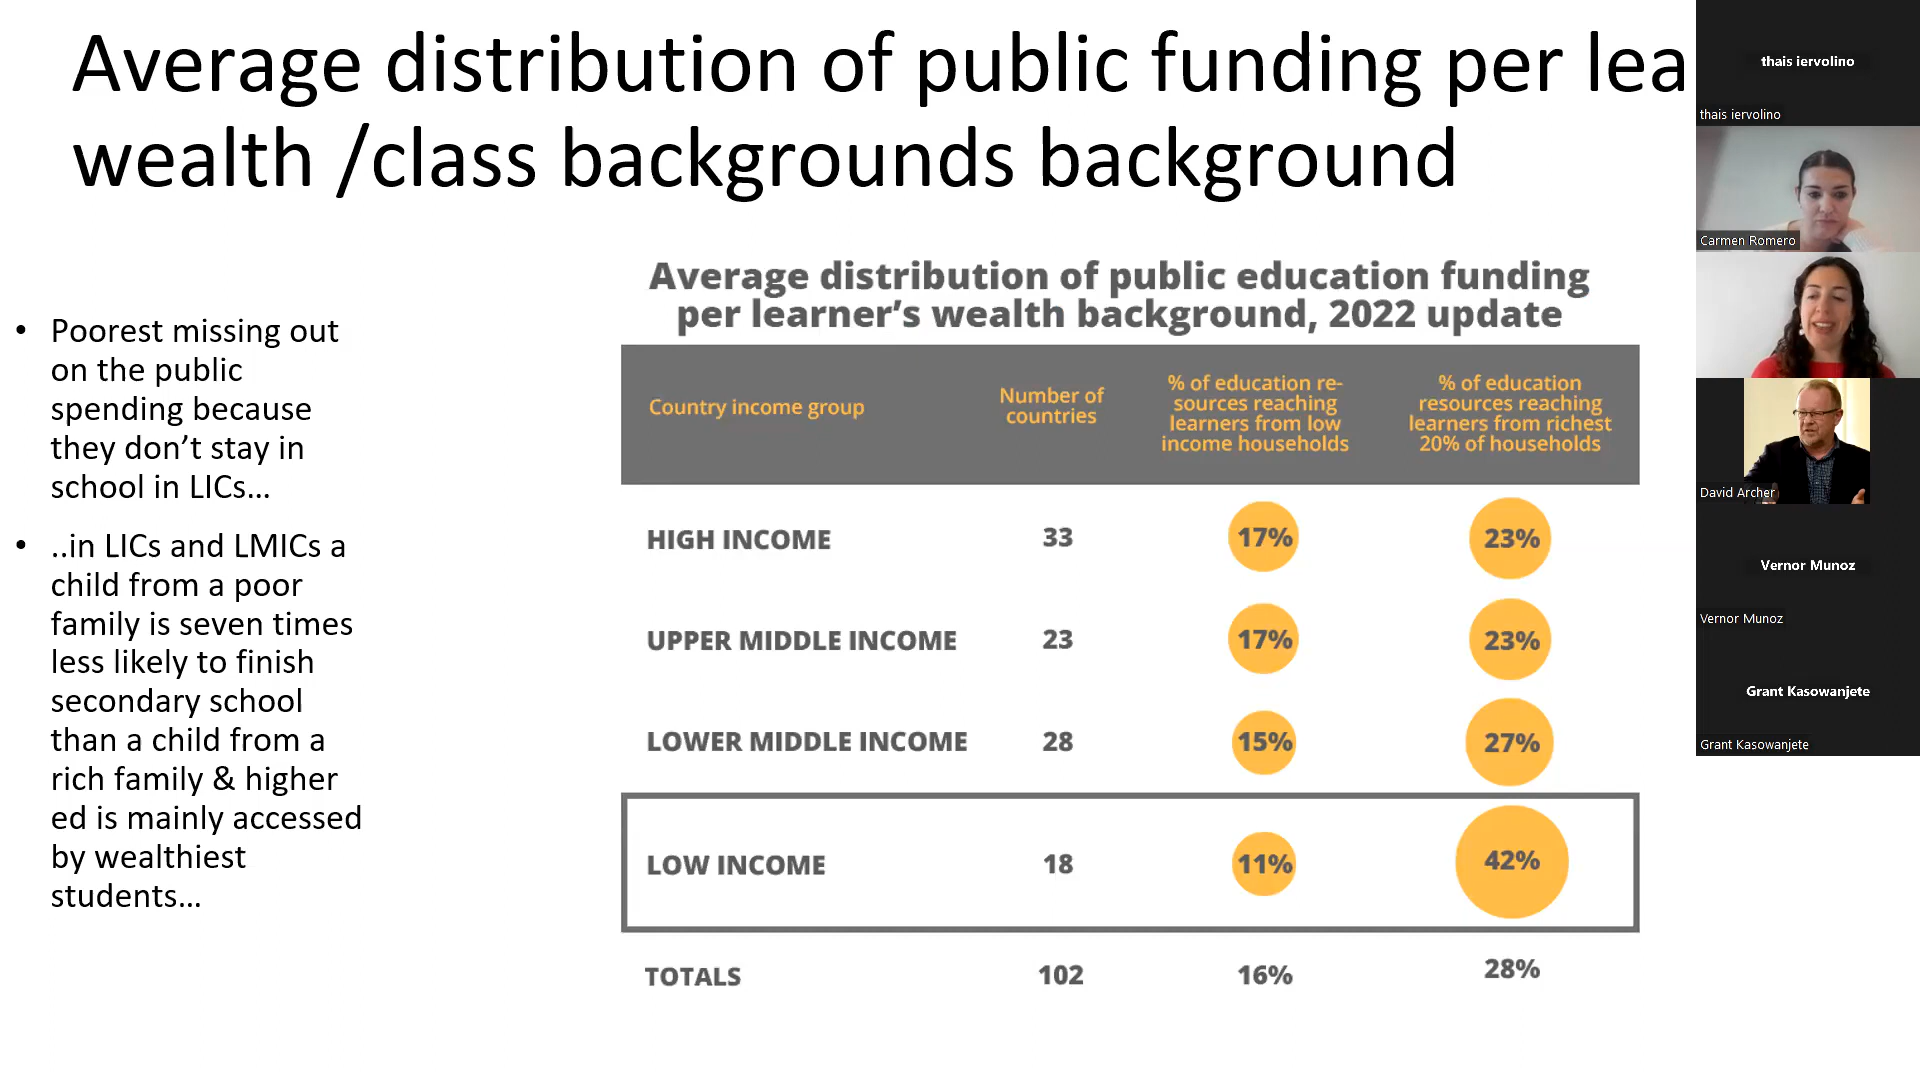 Average distribution of public funding per lea
wealth /class backgrounds background
• Poorest missing out
on the public
spending because
they don’t stay in
school in LICs…
• ..in LICs and LMICs a
child from a poor
family is seven times
less likely to finish
secondary school
than a child from a
rich family & higher
ed is mainly accessed
by wealthiest
students…
Average distribution of public education funding
per learner’s wealth background, 2022 update
Country income group
Number of
countries
% of education re-
sources reaching
learners from low
income households
% of education
resources reaching
learners from richest
20% of households
HIGH INCOME 33 17% 23%
UPPER MIDDLE INCOME 23 17% 23%
LOWER MIDDLE INCOME 28 15% 27%
LOW INCOME 18 11% 42%
TOTALS 102 16% 28%
thais iervolino
thais iervolino
Carmen Romero
David Archer
Vernor Munoz
Vernor Munoz
Grant Kasowanjete
Grant Kasowanjete